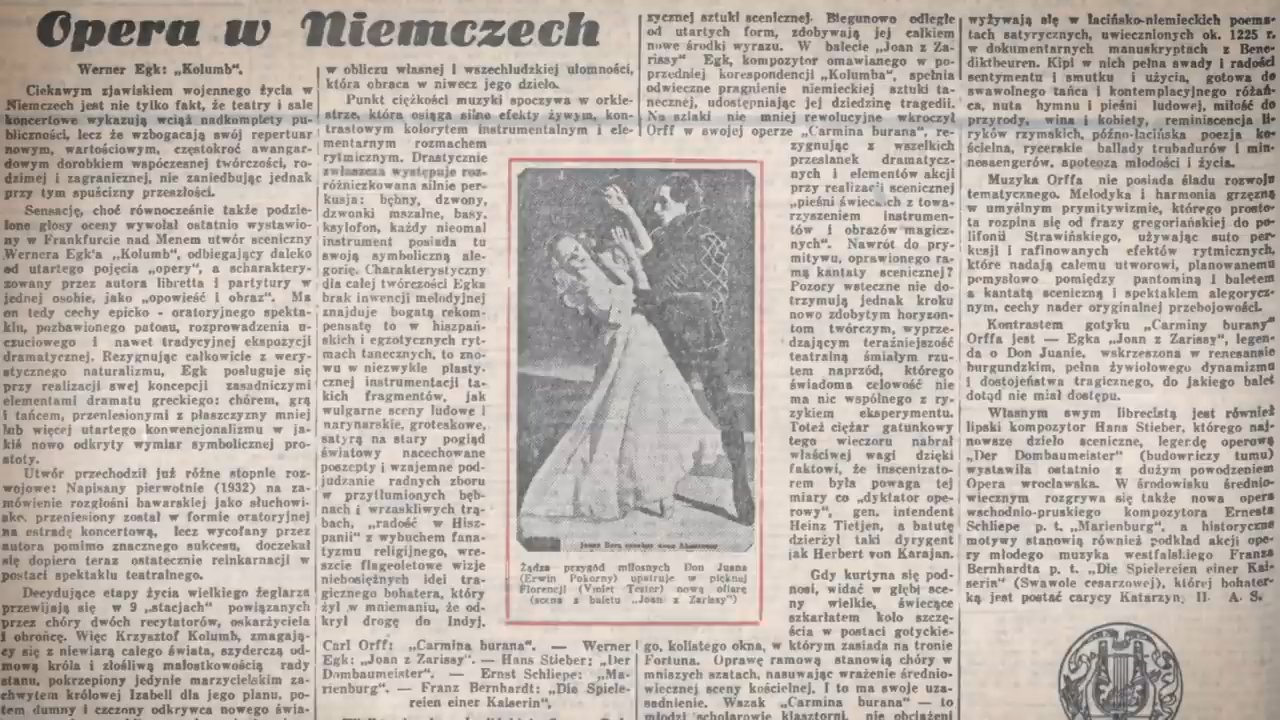 Opera w Niemczech
Werner Egk: „Kolumb".
Ciekawym zjawiskiem wojennego życia w
Niemczech jest nie tylko fakt, że teatry i sale
koncertowe wykazują wciąż nadkomplety pu-
bliczności, lecz że wzbogacają swój repertuar
nowym, wartościowym, częstokroć awangar-
dowym dorobkiem współczesnej twórczości, ro-
dzimej i zagranicznej, nie zaniedbując jednak
przy tym spuścizny przeszłości.
Sensację, choć równocześnie także podzie-
lone głosy oceny wywołał ostatnio wystawio-
ny w Frankfurcie nad Menem utwór sceniczny
Wernera Egk'a „Kolumb", odbiegający daleko
od utartego pojęcia „opery", a scharaktery-
zowany przez autora libretta i partytury w
jednej osobie, jako „opowieść i obraz". Ma
on tedy cechy epicko - oratoryjnego spekta-
klu, pozbawionego patosu, rozprowadzenia u-
czuciowego i nawet tradycyjnej ekspozycji
dramatycznej. Rezygnując całkowicie z wery-
stycznego naturalizmu, Egk posługuje się
przy realizacji swej koncepcji zasadniczymi
elementami dramatu greckiego: chórem, grą
i tańcem, przeniesionymi z płaszczyzny mniej
lub więcej utartego konwencjonalizmu w ja-
kiś nowo odkryty wymiar symbolicznej pro-
stoty.
Utwór przechodził już różne stopnie roz-
wojowe: Napisany pierwotnie (1932) na za-
mówienie rozgłośni bawarskiej jako słuchowi-
sko, przeniesiony został w formie oratoryjnej
na estradę koncertową, lecz wycofany przez
autora pomimo znacznego sukcesu, doczekał
się dopiero teraz ostatecznie reinkarnacji w
postaci spektaklu teatralnego.
Decydujące etapy życia wielkiego żeglarza
przewijają się w 9 „stacjach" powiązanych
przez chóry dwóch recytatorów, oskarżyciela
i obrońcę. Więc Krzysztof Kolumb, zmagają-
cy się z niewiarą całego świata, szyderczą od-
mową króla i złośliwą małostkowością rady
stanu, pokrzepiony jedynie marzycielskim za-
chwytem królowej Izabeli dla jego planu, po-
tem dumny i czczony odkrywca nowego świa-
w obliczu własnej i wszechludzkiej ułomności,
która obraca w niwecz jego dzieło.
Punkt ciężkości muzyki spoczywa w orkie-
strze, która osiąga silne efekty żywym, kon-
trastowym kolorytem instrumentalnym i ele-
mentarnym rozmachem
rytmicznym. Drastycznie
zwłaszcza występuje roz-
różniczkowana silnie per-
kusja: bębny, dzwony,
dzwonki mszalne, basy,
ksylofon, każdy nieomal
instrument posiada tu
swoją symboliczną ale-
gorię. Charakterystyczny
dla całej twórczości Egka
brak inwencji melodyjnej
znajduje bogatą rekom-
pensatę to w hiszpań-
skich i egzotycznych ryt-
mach tanecznych, to zno-
wu w niezwykle plasty-
cznej instrumentacji ta-
kich fragmentów, jak
wulgarne sceny ludowe i
marynarskie, groteskowe,
satyrą na stary pogląd
światowy nacechowane
poszepty i wzajemne pod-
judzanie radnych zboru
w przytłumionych bęb-
nach i wrzaskliwych trą-
bach, „radość w Hisz-
panii" z wybuchem fana-
tyzmu religijnego, wre-
szcie flageoletowe wizje
niebosiężnych idei tra-
gicznego bohatera, który
żył w mniemaniu, że od-
krył drogę do Indyj.
Carl Orff: „Carmina burana". — Werner
Egk: „Joan z Zarissy". — Hans Stieber: „Der
Dombaumeister". — Ernst Schliepe: „Ma-
rienburg". — Franz Bernhardt: „Die Spiele-
reien einer Kaiserin",
Żądza przygód miłosnych Don Juana
(Erwin Pokorny) upatruje w pięknej
Florencji (Violet Tester) nową ofiarę
(scena z baletu „Joan z Zarissy")
zycznej sztuki scenicznej. Biegunowo odległe
od utartych form, zdobywają jej całkiem
nowe środki wyrazu. W balecie „Joan z Za-
rissy" Egk, kompozytor omawianego w po-
przedniej korespondencji „Kolumba", spełnia
odwieczne pragnienie niemieckiej sztuki ta-
necznej, udostępniając jej dziedzinę tragedii.
Na szlaki nie mniej rewolucyjne wkroczył
Orff w swojej operze „Carmina burana", re-
zygnując z wszelkich
przesłanek dramatycz-
nych i elementów akcji
przy realizacji scenicznej
„pieśni świeckich z towa-
rzyszeniem instrumen-
tów i obrazów magicz-
nych". Nawrót do pry-
mitywu, oprawionego ra-
mą kantaty scenicznej?
Pozory wsteczne nie do-
trzymują jednak kroku
nowo zdobytym horyzon-
tom twórczym, wyprze-
dzającym teraźniejszość
teatralną śmiałym rzu-
tem naprzód, którego
świadoma celowość nie
ma nic wspólnego z ry-
zykiem eksperymentu.
Toteż ciężar gatunkowy
tego wieczoru nabrał
właściwej wagi dzięki
faktowi, że inscenizato-
rem była powaga tej
miary co „dyktator ope-
rowy", gen. intendent
Heinz Tietjen, a batutę
dzierżył taki dyrygent
jak Herbert von Karajan.
Gdy kurtyna się pod-
nosi, widać w głębi sce-
ny wielkie, świecące
szkarłatem koło szczę-
ścia w postaci gotyckie-
go, kolistego okna, w którym zasiada na tronie
Fortuna. Oprawę ramową stanowią chóry w
mniszych szatach, nasuwając wrażenie średnio-
wiecznej sceny kościelnej. I to ma swoje uza-
sadnienie. Wszak „Carmina burana" — to
młodzi scholarowie klasztorni, nie obciążeni
wyżywają się w łacińsko-niemieckich poema-
tach satyrycznych, uwiecznionych ok. 1225 r.
w dokumentarnych manuskryptach z Bene-
diktbeuren. Kipi w nich pełna swady i radości
sentymentu i smutku i użycia, gotowa do
swawolnego tańca i kontemplacyjnego różań-
ca, nuta hymnu i pieśni ludowej, miłość do
przyrody, wina i kobiety, reminiscencja li-
ryków rzymskich, późno-łacińska poezja ko-
ścielna, rycerskie ballady trubadurów i min-
nesaengerów, apoteoza młodości i życia.
Muzyka Orffa nie posiada śladu rozwoju
tematycznego. Melodyka i harmonia grzęzną
w umyślnym prymitywizmie, którego prosto-
ta rozpina się od frazy gregoriańskiej do po-
lifonii Strawińskiego, używając suto per-
kusji i rafinowanych efektów rytmicznych,
które nadają całemu utworowi, planowanemu
pomysłowo pomiędzy pantominą i baletem
a kantatą sceniczną i spektaklem alegorycz-
nym, cechy nader oryginalnej przebojowości.
Kontrastem gotyku „Carminy burany"
Orffa jest — Egka „Joan z Zarissy", legen-
da o Don Juanie, wskrzeszona w renesansie
burgundzkim, pełna żywiołowego dynamizmu
i dostojeństwa tragicznego, do jakiego balet
dotąd nie miał dostępu.
Własnym swym librecistą jest również
lipski kompozytor Hans Stieber, którego naj-
nowsze dzieło sceniczne, legendę operową
„Der Dombaumeister" (budowniczy tumu)
wystawiła ostatnio z dużym powodzeniem
Opera wrocławska. W środowisku średnio-
wiecznym rozgrywa się także nowa opera
wschodnio-pruskiego kompozytora Ernesta
Schliepe p. t. „Marienburg", a historyczne
motywy stanowią również podkład akcji ope-
ry młodego muzyka westfalskiego Franza
Bernhardta p. t. „Die Spielereien einer Kai-
serin" (Swawole cesarzowej), której bohater-
ką jest postać carycy Katarzyny II. A. S.